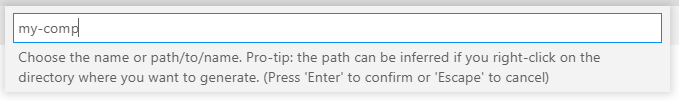 my-comp
Choose the name or path/to/name. Pro-tip: the path can be inferred if you right-click on the
directory where you want to generate. (Press 'Enter' to confirm or 'Escape' to cancel)